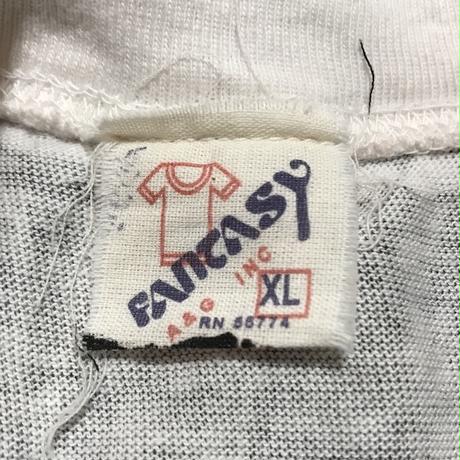 FANTASY
A&G INC
XL
RN 56774